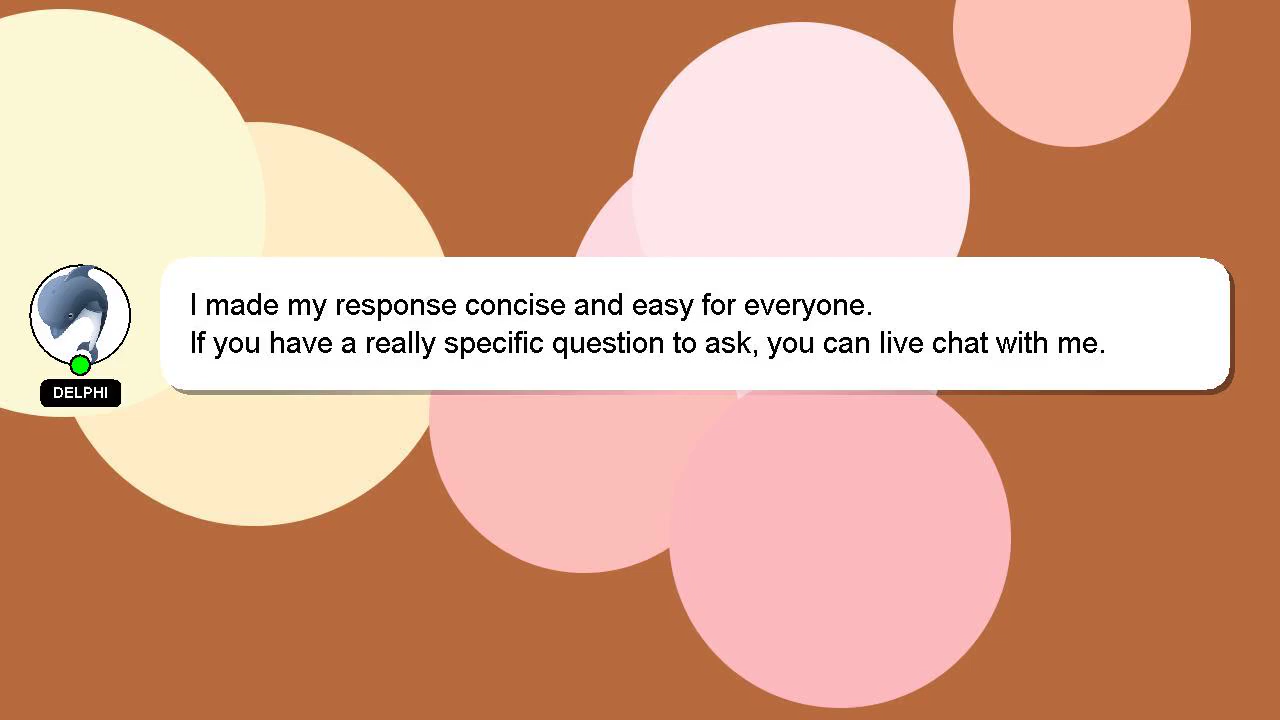 I made my response concise and easy for everyone.
If you have a really specific question to ask, you can live chat with me.
DELPHI